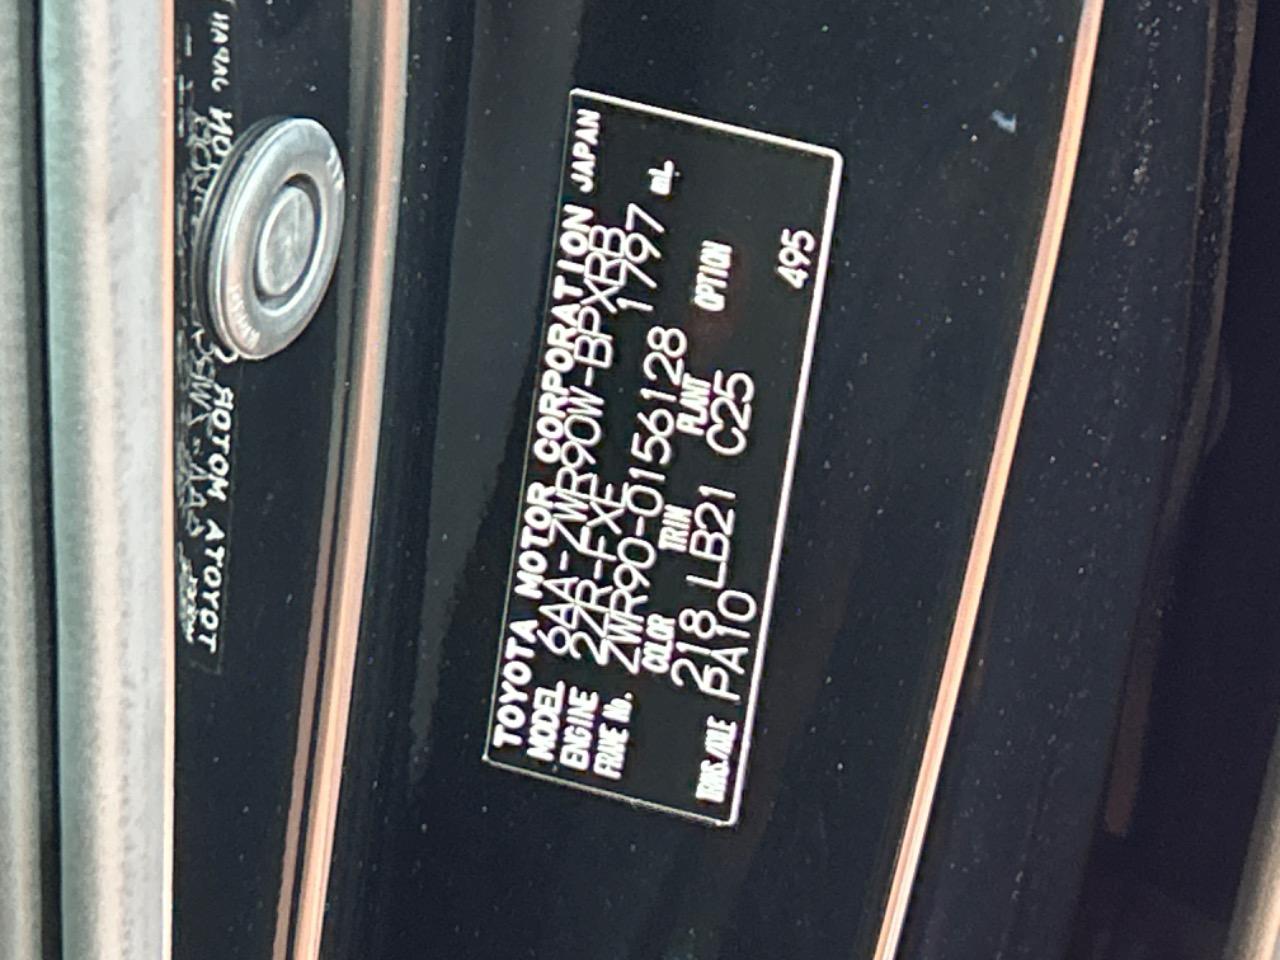 TOYOTA MOTOR CORPORATION JAPAN
MODEL 6AA-ZWR90W-BPXRB
ENGINE 2ZR-FXE 1797 mL
FRAME No. ZWR90-0156128
COLOR TRIM PLANT OPTION
218 LB21 C25
TRANS./AXLE PA10
495